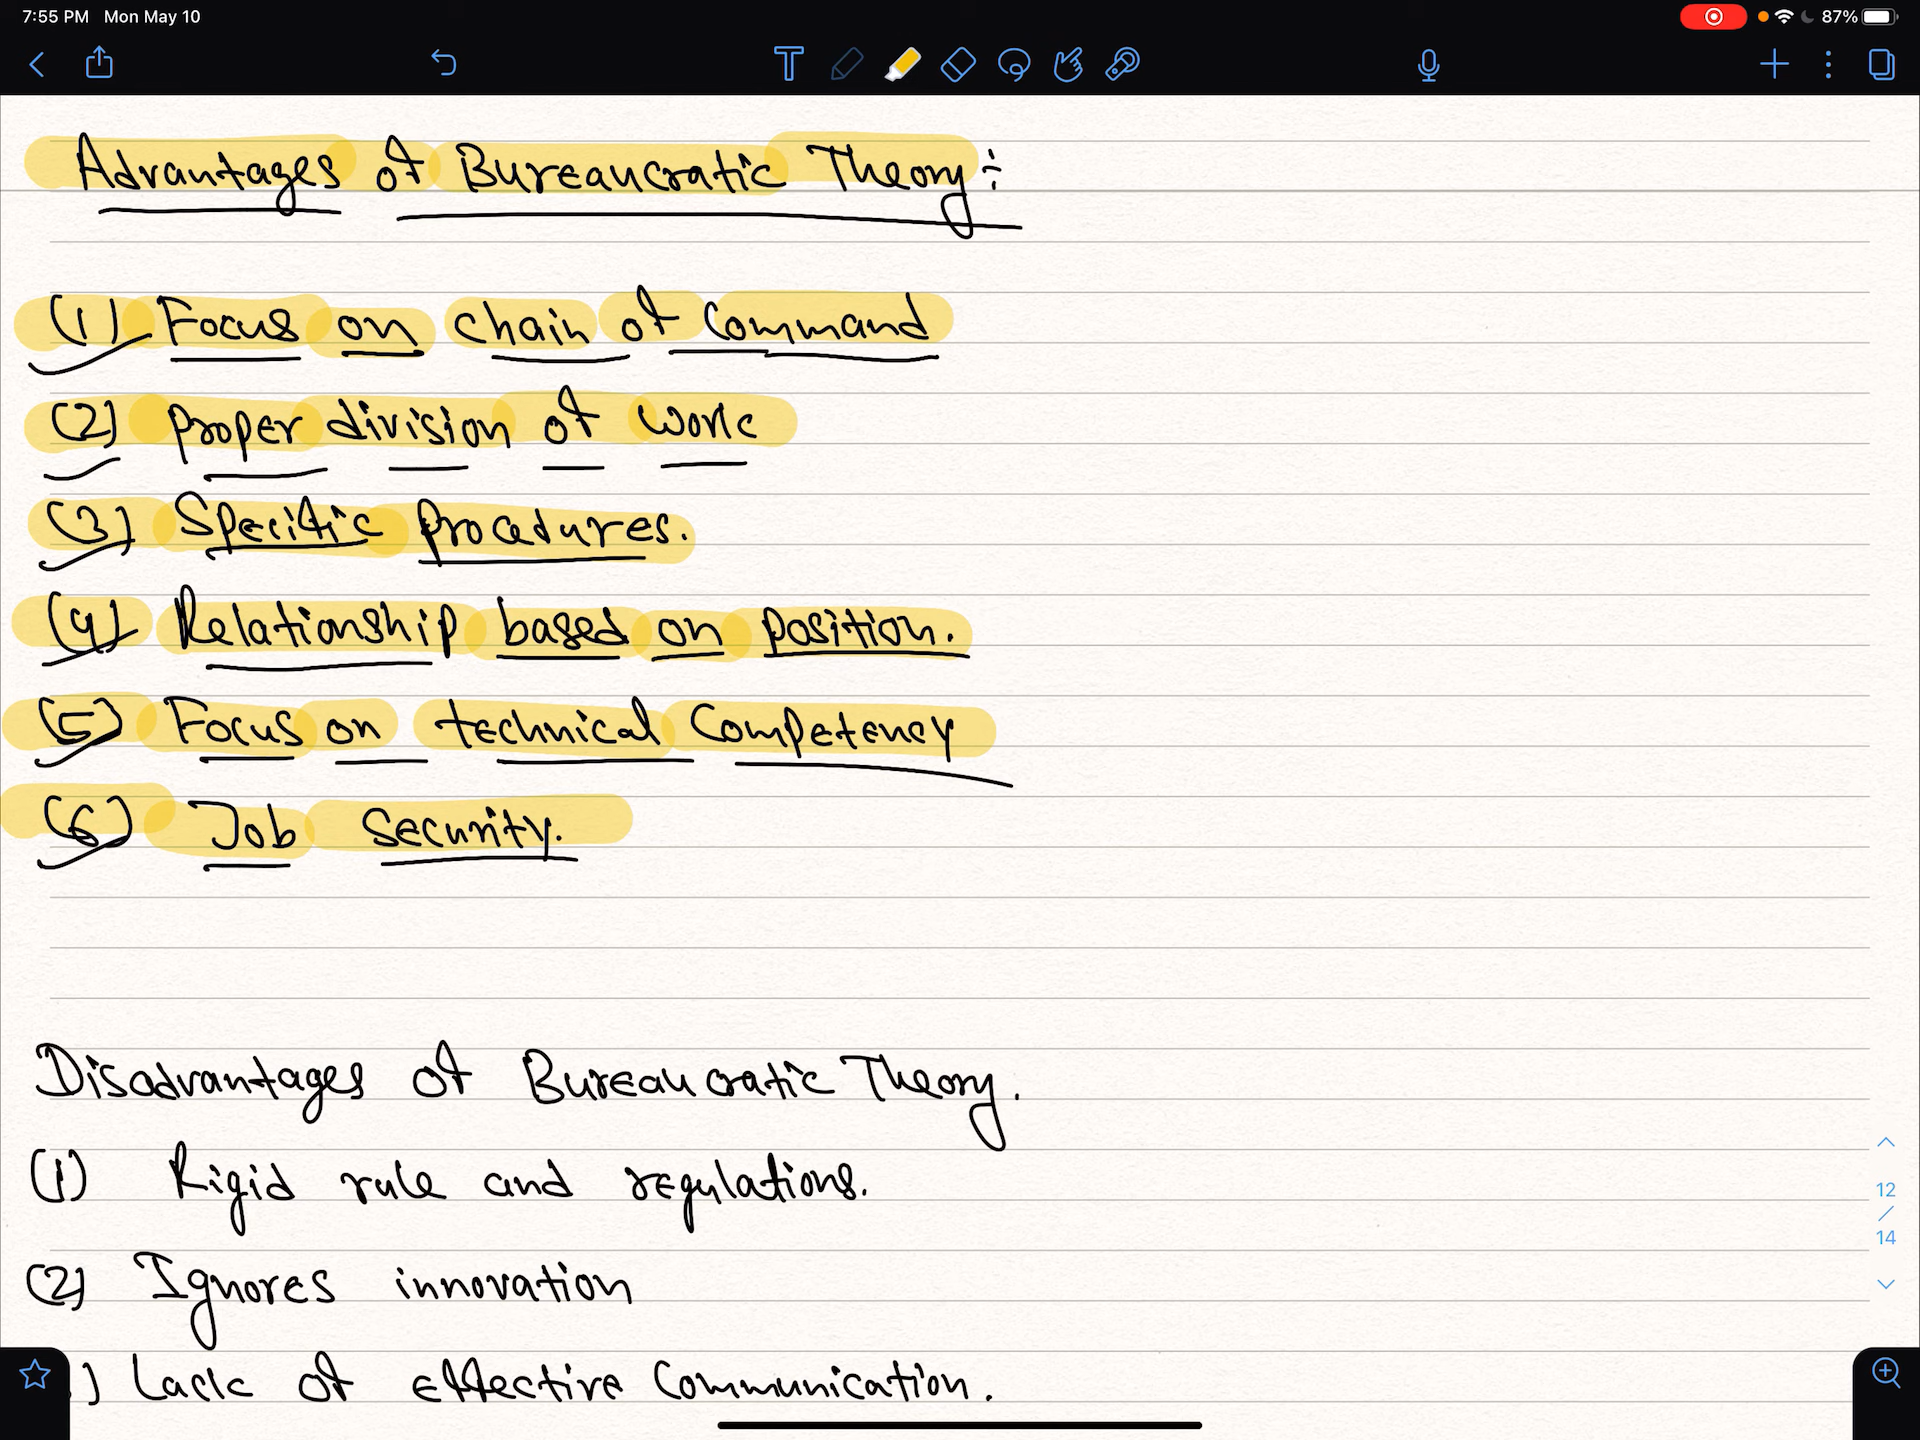 7:55 PM Mon May 10
87%
Advantages of Bureaucratic Theory:
(1) Focus on chain of Command
(2) Proper division of work
(3) Specific procedures.
(4) Relationship based on position.
(5) Focus on technical Competency
(6) Job Security.
Disadvantages of Bureaucratic Theory.
(1) Rigid rule and regulations.
(2) Ignores innovation
) Lack of effective Communication.
12
/
14